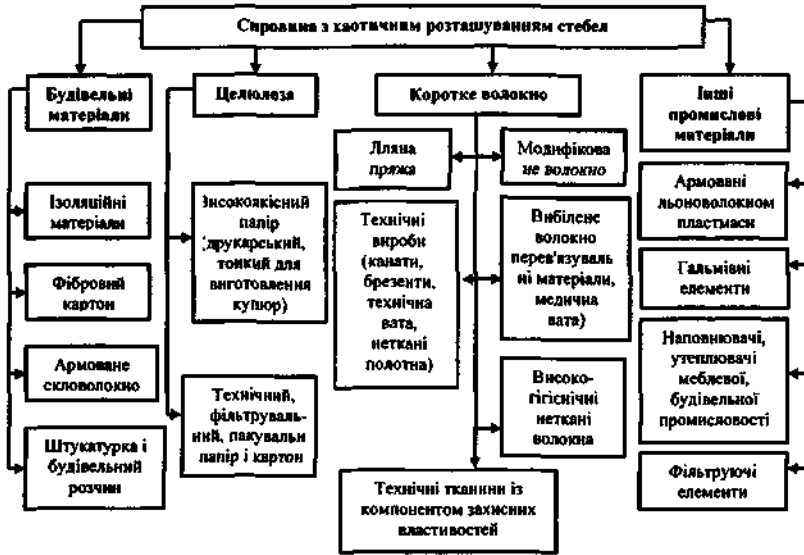 Сировина з хаотичним розташуванням стебел
Будівельні
матеріали
Ізоляційні
матеріали
Фібровий
картон
Армоване
скловолокно
Штукатурка і
будівельний
розчин
Целюлоза
Високоякісний
папір
(друкарський,
тонкий для
виготовлення
купюр)
Технічний,
фільтруваль-
ний, пакувальн
папір і картон
Коротке волокно
Лляна
пряжа
Модифікова
не волокно
Технічні
вироби
(канати,
брезенти,
технічна
вата,
неткані
полотна)
Вибілене
волокно
перев'язуваль
ні матеріали,
медична
вата)
Високо-
гігієнічні
неткані
волокна
Технічні тканини із
компонентом захисних
властивостей
Інші
промислові
матеріали
Армовані
льоноволокном
пластмаси
Гальмівні
елементи
Наповнювачі,
утеплювачі
меблевої,
будівельної
промисловості
Фільтруючі
елементи